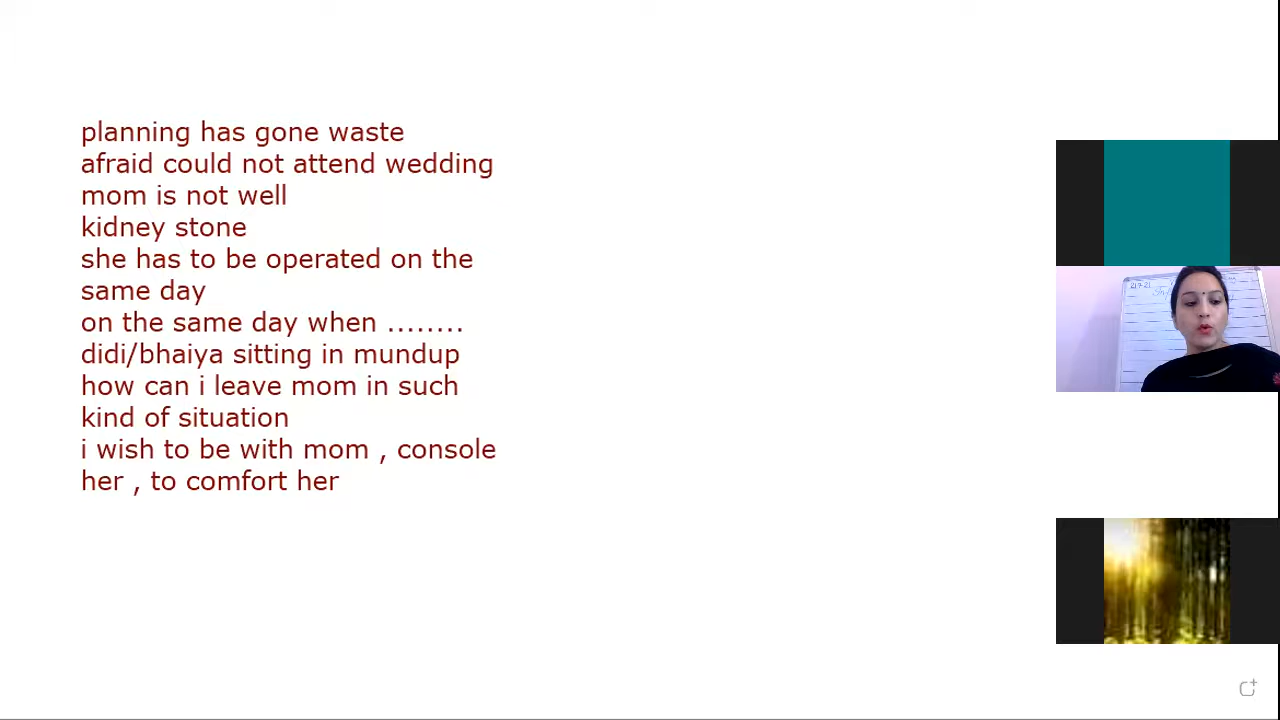 planning has gone waste
afraid could not attend wedding
mom is not well
kidney stone
she has to be operated on the
same day
on the same day when ........
didi/bhaiya sitting in mundup
how can i leave mom in such
kind of situation
i wish to be with mom , console
her , to comfort her